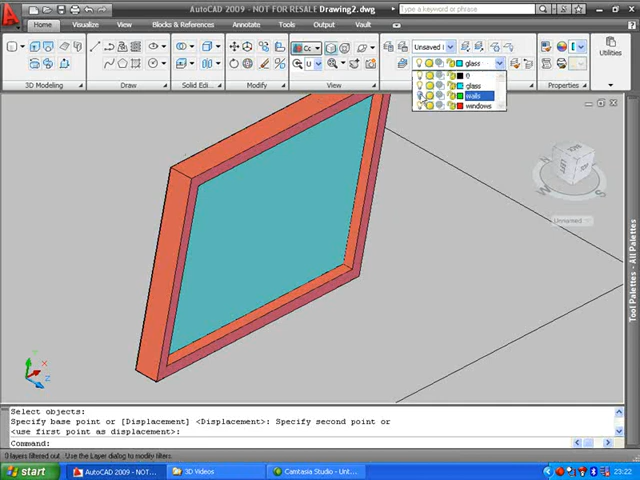 AutoCAD 2009 - NOT FOR RESALE Drawing2.dwg
Type a keyword or phrase
Home
Visualize
Blocks & References
Annotate
Tools
Output
Cc
Unsaved l
U
glass
0
glass
walls
windows
Utilities
3D Modeling
Draw
Solid Edi...
Properties
W
Unnamed
Tool Palettes - All Palettes
Y
X
Z
Select objects:
Specify base point or [Displacement] <Displacement>: Specify second point or
<use first point as displacement>:
Command:
0 layers filtered out. Use the Layer dialog to modify filters.
start
AutoCAD 2009 - NOT...
3D Videos
Camtasia Studio - Unt...
23:22